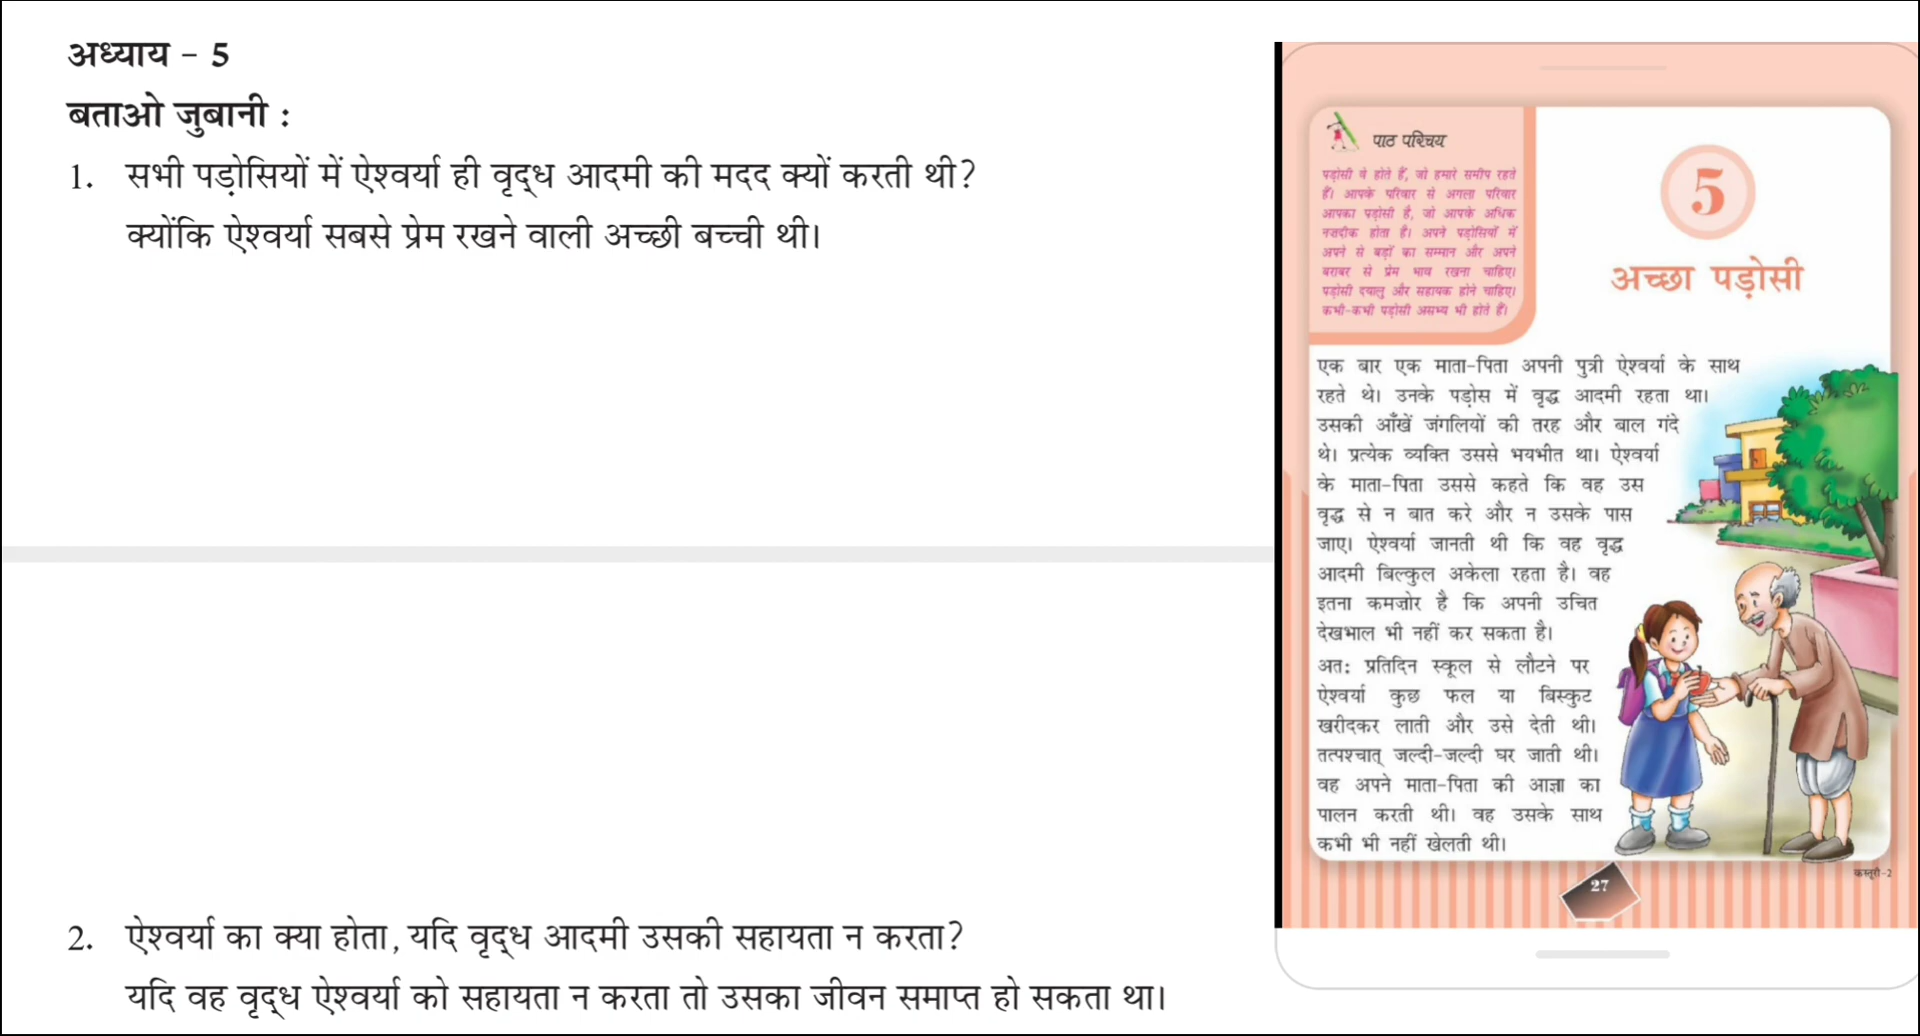 अध्याय – 5
बताओ जुबानी :
1. सभी पड़ोसियों में ऐश्वर्या ही वृद्ध आदमी की मदद क्यों करती थी?
क्योंकि ऐश्वर्या सबसे प्रेम रखने वाली अच्छी बच्ची थी।
2. ऐश्वर्या का क्या होता, यदि वृद्ध आदमी उसकी सहायता न करता?
यदि वह वृद्ध ऐश्वर्या को सहायता न करता तो उसका जीवन समाप्त हो सकता था।
पाठ परिचय
पड़ोसी वे होते हैं, जो हमारे समीप रहते
हैं। आपके परिवार से अगला परिवार
आपका पड़ोसी है, जो आपके अधिक
नजदीक होता है। अपने पड़ोसियों में
अपने से बड़ों का सम्मान और अपने
बराबर से प्रेम भाव रखना चाहिए।
पड़ोसी दयालु और सहायक होने चाहिए।
कभी-कभी पड़ोसी असभ्य भी होते हैं।
5
अच्छा पड़ोसी
एक बार एक माता-पिता अपनी पुत्री ऐश्वर्या के साथ
रहते थे। उनके पड़ोस में वृद्ध आदमी रहता था।
उसकी आँखें जंगलियों की तरह और बाल गंदे
थे। प्रत्येक व्यक्ति उससे भयभीत था। ऐश्वर्या
के माता-पिता उससे कहते कि वह उस
वृद्ध से न बात करे और न उसके पास
जाए। ऐश्वर्या जानती थी कि वह वृद्ध
आदमी बिल्कुल अकेला रहता है। वह
इतना कमज़ोर है कि अपनी उचित
देखभाल भी नहीं कर सकता है।
अतः प्रतिदिन स्कूल से लौटने पर
ऐश्वर्या कुछ फल या बिस्कुट
खरीदकर लाती और उसे देती थी।
तत्पश्चात् जल्दी-जल्दी घर जाती थी।
वह अपने माता-पिता की आज्ञा का
पालन करती थी। वह उसके साथ
कभी भी नहीं खेलती थी।
27
कस्तूरी-2